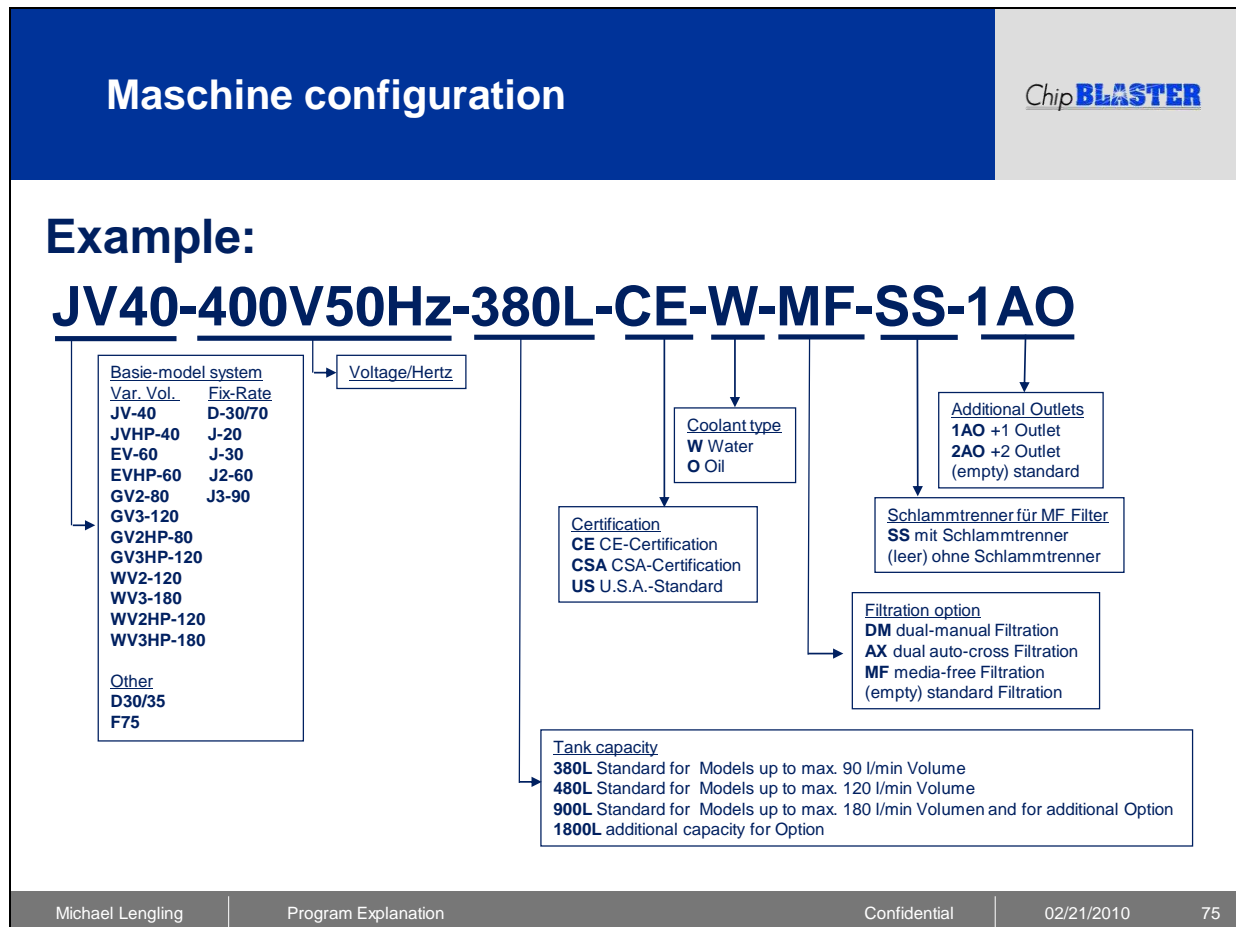 Maschine configuration
ChipBLASTER
Example:
JV40-400V50Hz-380L-CE-W-MF-SS-1AO
Basie-model system
Var. Vol. Fix-Rate
JV-40 D-30/70
JVHP-40 J-20
EV-60 J-30
EVHP-60 J2-60
GV2-80 J3-90
GV3-120
GV2HP-80
GV3HP-120
WV2-120
WV3-180
WV2HP-120
WV3HP-180
Other
D30/35
F75
Voltage/Hertz
Coolant type
W Water
O Oil
Additional Outlets
1AO +1 Outlet
2AO +2 Outlet
(empty) standard
Certification
CE CE-Certification
CSA CSA-Certification
US U.S.A.-Standard
Schlammtrenner für MF Filter
SS mit Schlammtrenner
(leer) ohne Schlammtrenner
Filtration option
DM dual-manual Filtration
AX dual auto-cross Filtration
MF media-free Filtration
(empty) standard Filtration
Tank capacity
380L Standard for Models up to max. 90 l/min Volume
480L Standard for Models up to max. 120 l/min Volume
900L Standard for Models up to max. 180 l/min Volumen and for additional Option
1800L additional capacity for Option
Michael Lengling Program Explanation Confidential 02/21/2010 75